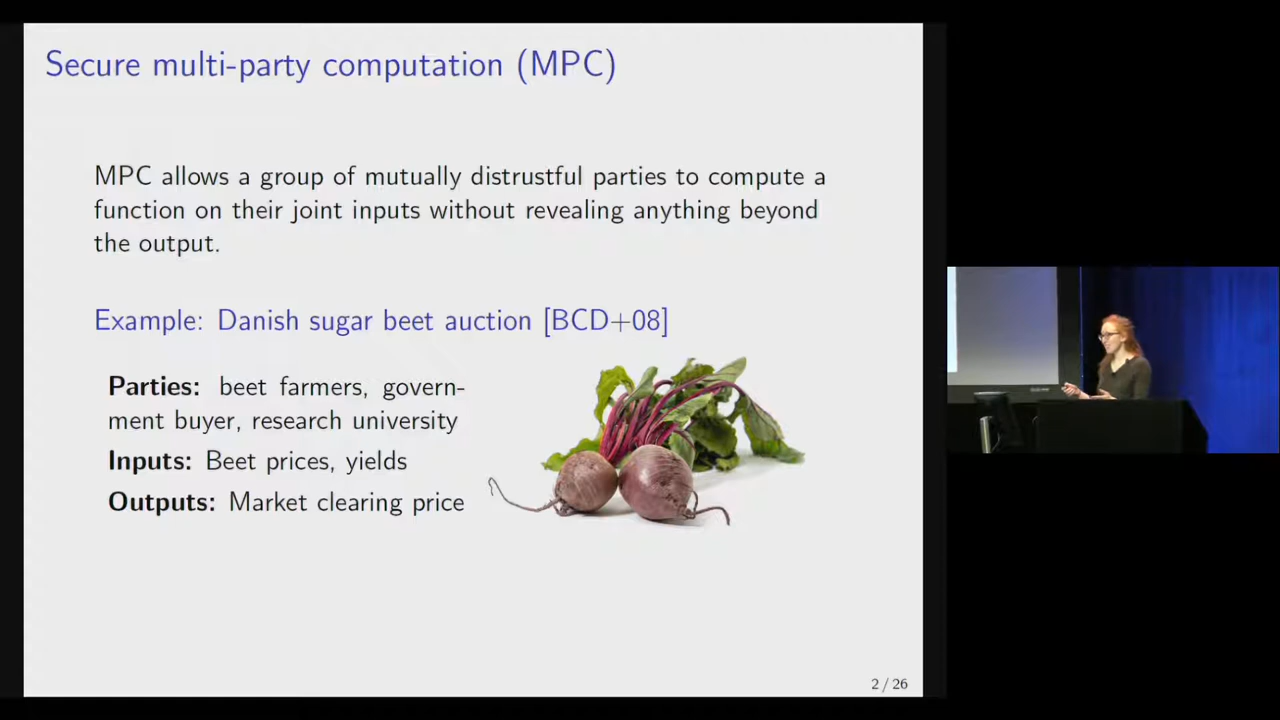 Secure multi-party computation (MPC)
MPC allows a group of mutually distrustful parties to compute a
function on their joint inputs without revealing anything beyond
the output.
Example: Danish sugar beet auction [BCD+08]
Parties: beet farmers, govern-
ment buyer, research university
Inputs: Beet prices, yields
Outputs: Market clearing price
2 / 26